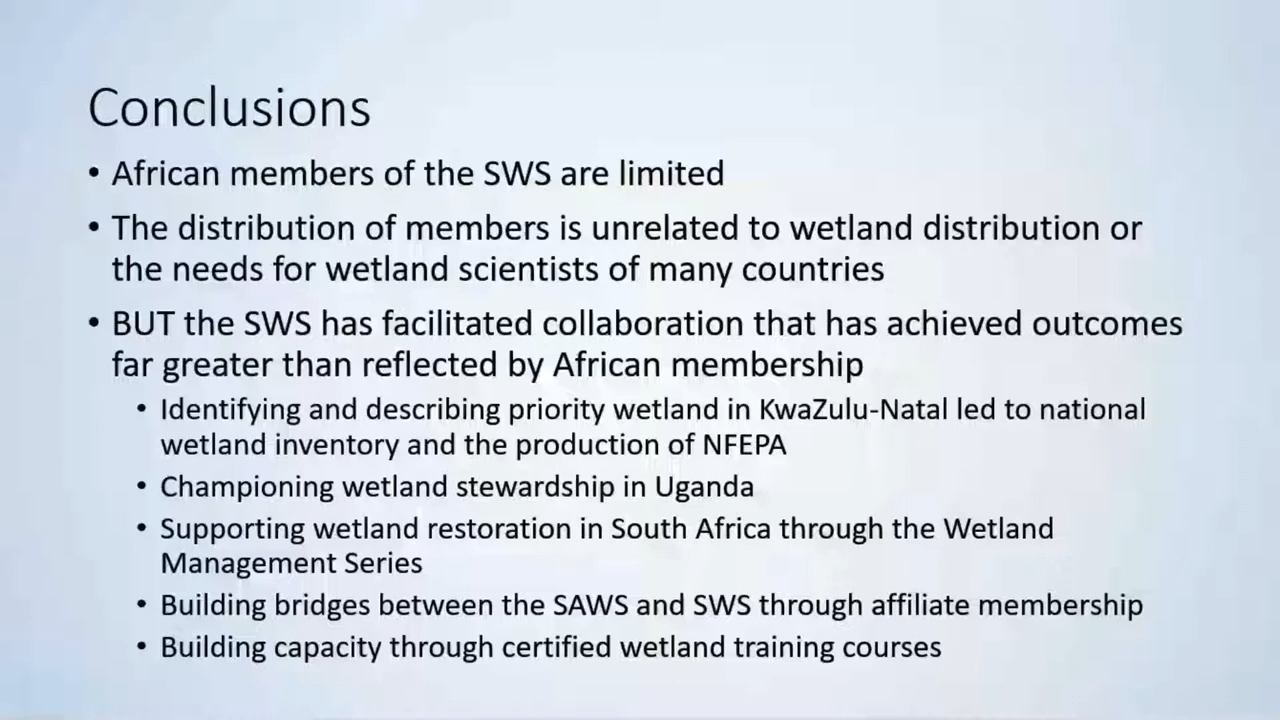 Conclusions
• African members of the SWS are limited
• The distribution of members is unrelated to wetland distribution or
the needs for wetland scientists of many countries
• BUT the SWS has facilitated collaboration that has achieved outcomes
far greater than reflected by African membership
• Identifying and describing priority wetland in KwaZulu-Natal led to national
wetland inventory and the production of NFEPA
• Championing wetland stewardship in Uganda
• Supporting wetland restoration in South Africa through the Wetland
Management Series
• Building bridges between the SAWS and SWS through affiliate membership
• Building capacity through certified wetland training courses